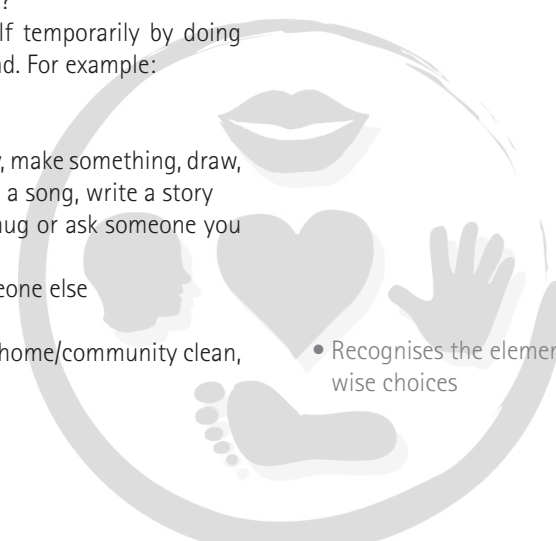 ?
lf temporarily by doing
nd. For example:
, make something, draw,
a song, write a story
hug or ask someone you
eone else
home/community clean,
• Recognises the elemen
wise choices